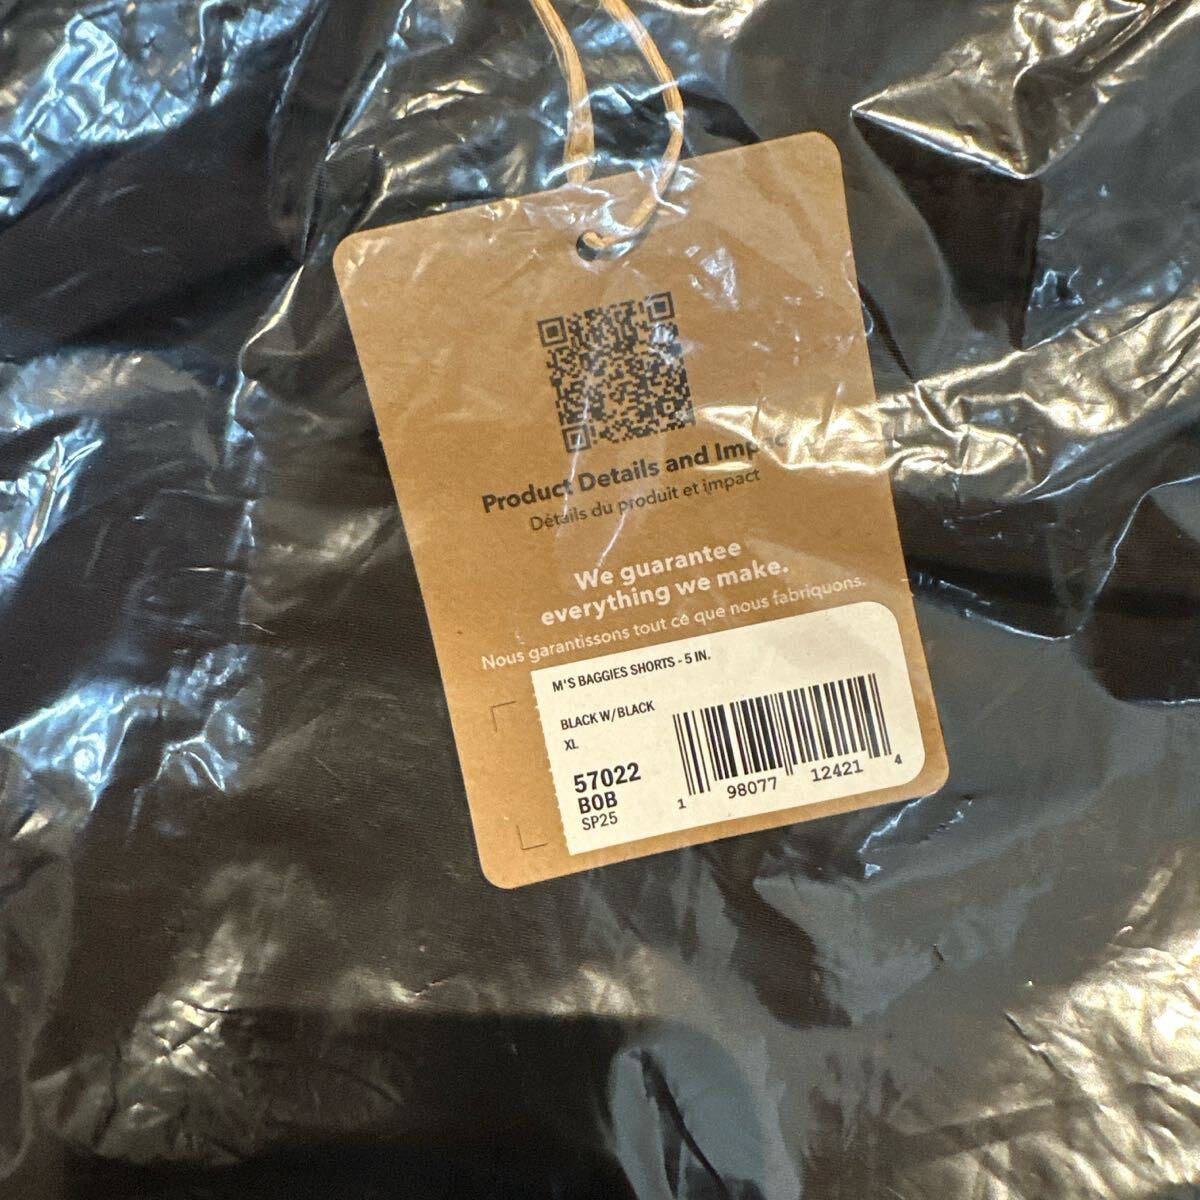 Product Details and Impact
Détails du produit et impact
We guarantee
everything we make.
Nous garantissons tout ce que nous fabriquons.
M'S BAGGIES SHORTS - 5 IN.
BLACK W/BLACK
XL
57022
BOB
SP25
1 98077 12421 4